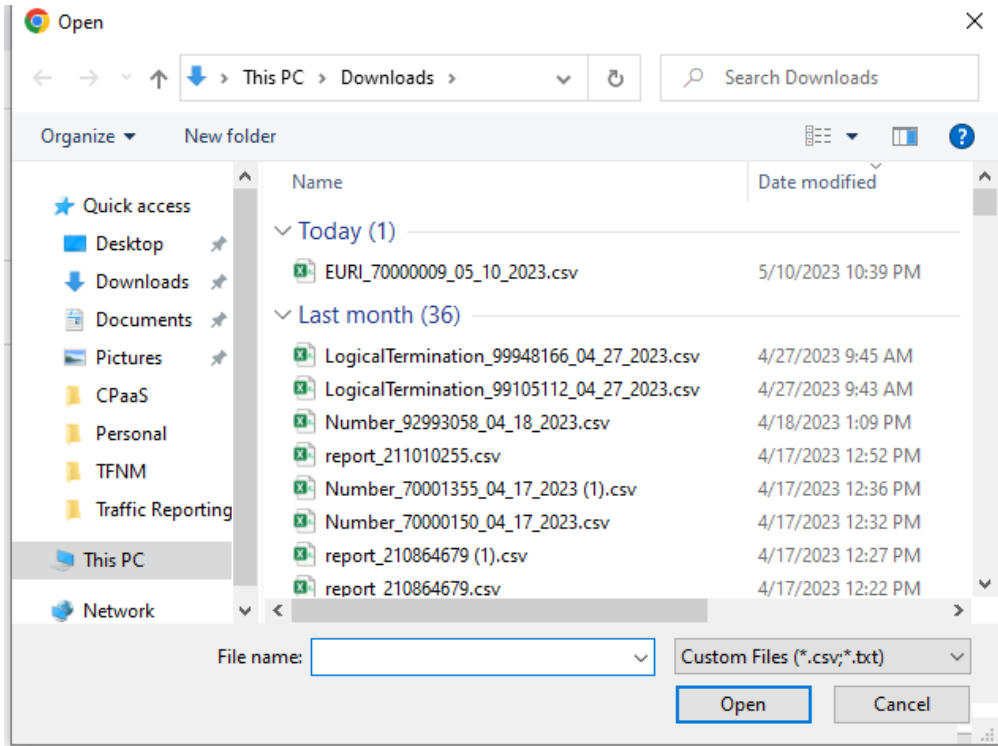 Open
This PC > Downloads >
Search Downloads
Organize
New folder
Name
Date modified
Quick access
Desktop
Downloads
Documents
Pictures
CPaaS
Personal
TFNM
Traffic Reporting
This PC
Network
Today (1)
EURI_70000009_05_10_2023.csv 5/10/2023 10:39 PM
Last month (36)
LogicalTermination_99948166_04_27_2023.csv 4/27/2023 9:45 AM
LogicalTermination_99105112_04_27_2023.csv 4/27/2023 9:43 AM
Number_92993058_04_18_2023.csv 4/18/2023 1:09 PM
report_211010255.csv 4/17/2023 12:52 PM
Number_70001355_04_17_2023 (1).csv 4/17/2023 12:36 PM
Number_70000150_04_17_2023.csv 4/17/2023 12:32 PM
report_210864679 (1).csv 4/17/2023 12:27 PM
report_210864679.csv 4/17/2023 12:22 PM
File name:
Custom Files (*.csv;*.txt)
Open
Cancel